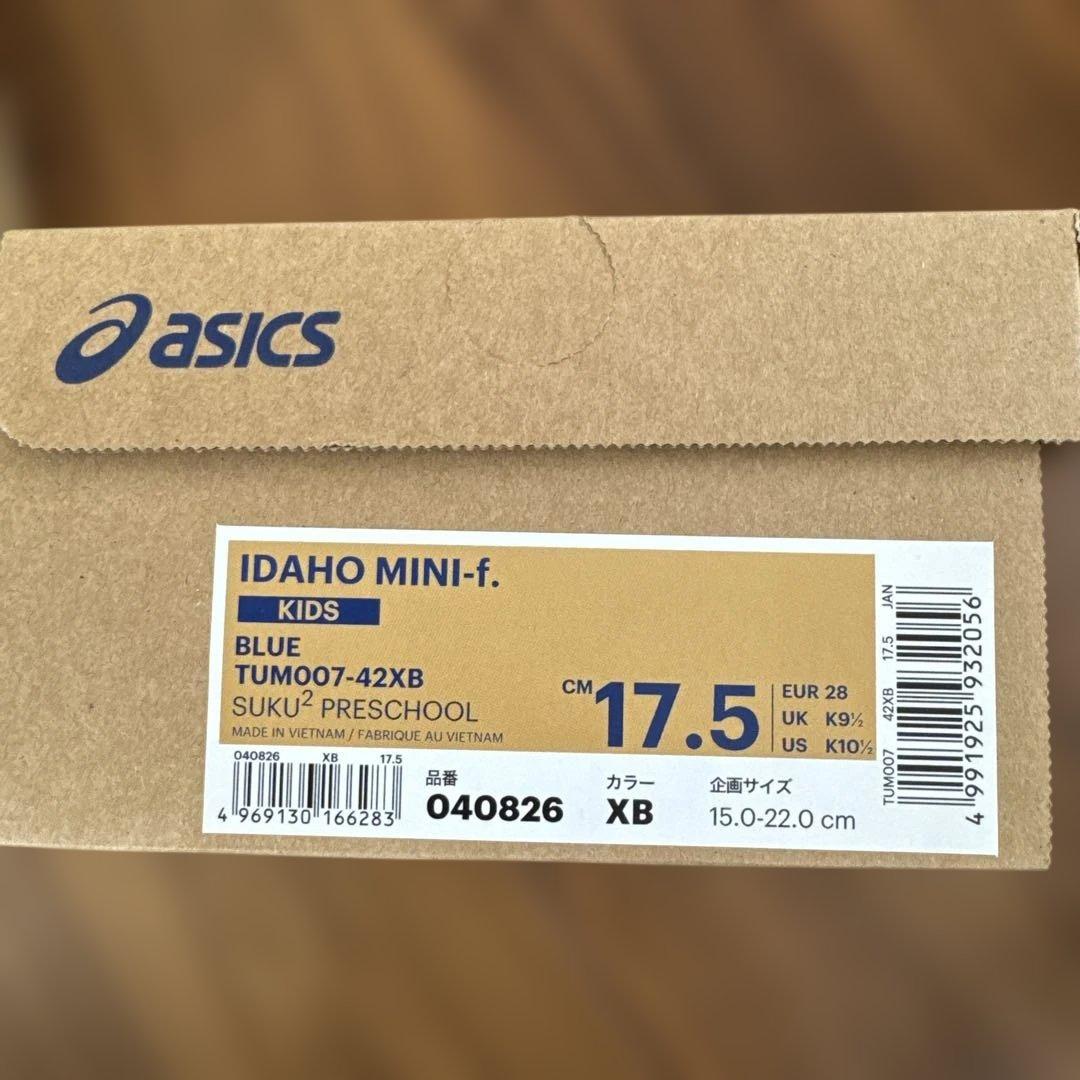 asics
IDAHO MINI-f.
KIDS
BLUE
TUM007-42XB
SUKU² PRESCHOOL
MADE IN VIETNAM / FABRIQUE AU VIETNAM
CM 17.5
EUR 28
UK K9½
US K10½
040826 XB 17.5
4 969130 166283
品番
040826
カラー
XB
企画サイズ
15.0-22.0 cm
TUM007 42XB 17.5 JAN
4 991925 932056